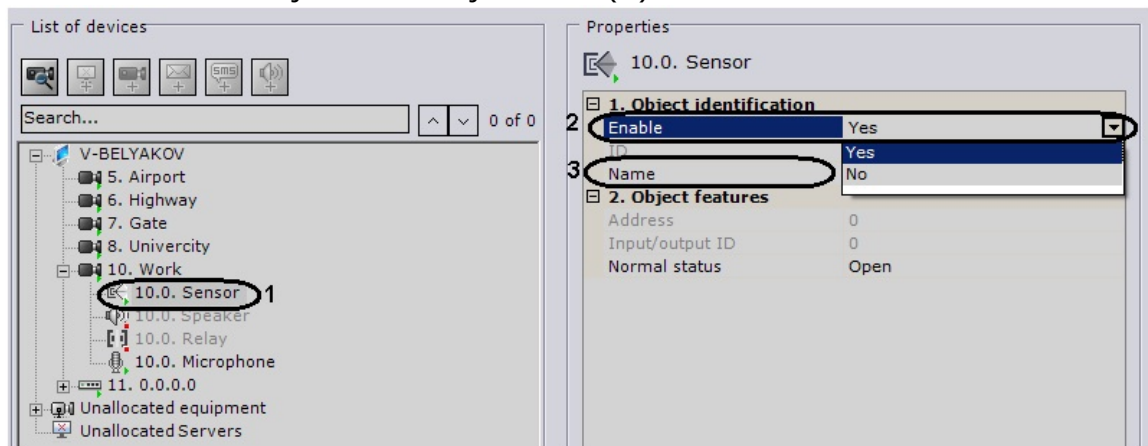 List of devices
sms
Search...
0 of 0
V-BELYAKOV
5. Airport
6. Highway
7. Gate
8. Univercity
10. Work
10.0. Sensor
1
10.0. Speaker
10.0. Relay
10.0. Microphone
11. 0.0.0.0
Unallocated equipment
Unallocated Servers
Properties
10.0. Sensor
1. Object identification
2 Enable Yes
ID Yes
3 Name No
2. Object features
Address 0
Input/output ID 0
Normal status Open